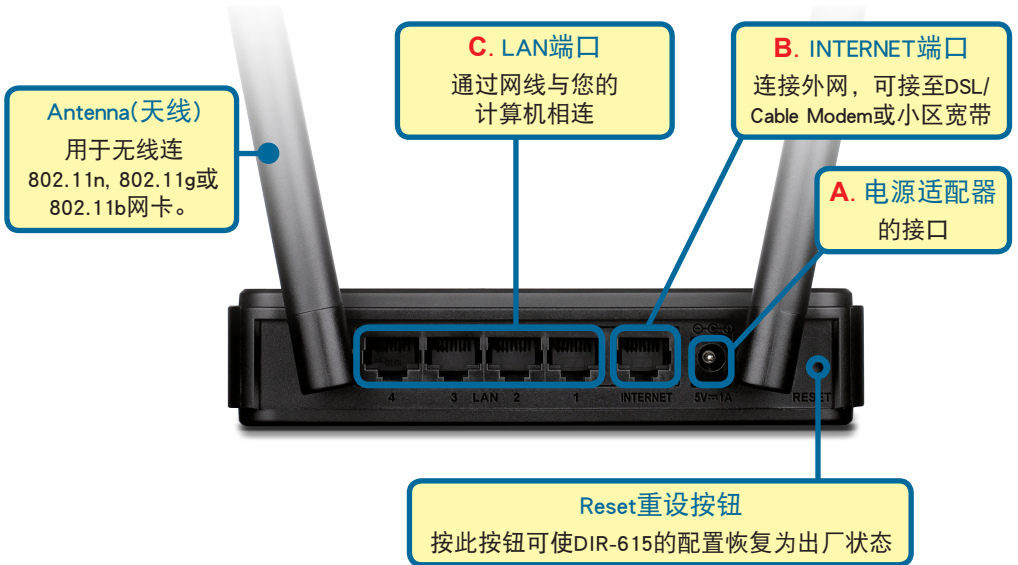 C. LAN端口
通过网线与您的
计算机相连
B. INTERNET端口
连接外网，可接至DSL/
Cable Modem或小区宽带
Antenna(天线)
用于无线连
802.11n, 802.11g或
802.11b网卡。
A. 电源适配器
的接口
4 3 LAN 2 1 INTERNET 5V⎓1A RESET
Reset重设按钮
按此按钮可使DIR-615的配置恢复为出厂状态